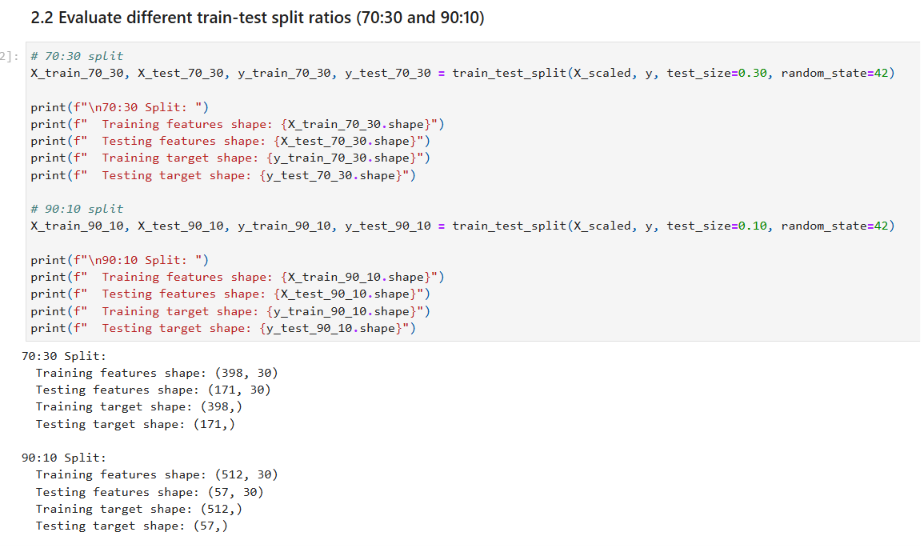 2.2 Evaluate different train-test split ratios (70:30 and 90:10)
2]:
# 70:30 split
X_train_70_30, X_test_70_30, y_train_70_30, y_test_70_30 = train_test_split(X_scaled, y, test_size=0.30, random_state=42)
print(f"\n70:30 Split: ")
print(f"  Training features shape: {X_train_70_30.shape}")
print(f"  Testing features shape: {X_test_70_30.shape}")
print(f"  Training target shape: {y_train_70_30.shape}")
print(f"  Testing target shape: {y_test_70_30.shape}")
# 90:10 split
X_train_90_10, X_test_90_10, y_train_90_10, y_test_90_10 = train_test_split(X_scaled, y, test_size=0.10, random_state=42)
print(f"\n90:10 Split: ")
print(f"  Training features shape: {X_train_90_10.shape}")
print(f"  Testing features shape: {X_test_90_10.shape}")
print(f"  Training target shape: {y_train_90_10.shape}")
print(f"  Testing target shape: {y_test_90_10.shape}")
70:30 Split:
  Training features shape: (398, 30)
  Testing features shape: (171, 30)
  Training target shape: (398,)
  Testing target shape: (171,)
90:10 Split:
  Training features shape: (512, 30)
  Testing features shape: (57, 30)
  Training target shape: (512,)
  Testing target shape: (57,)